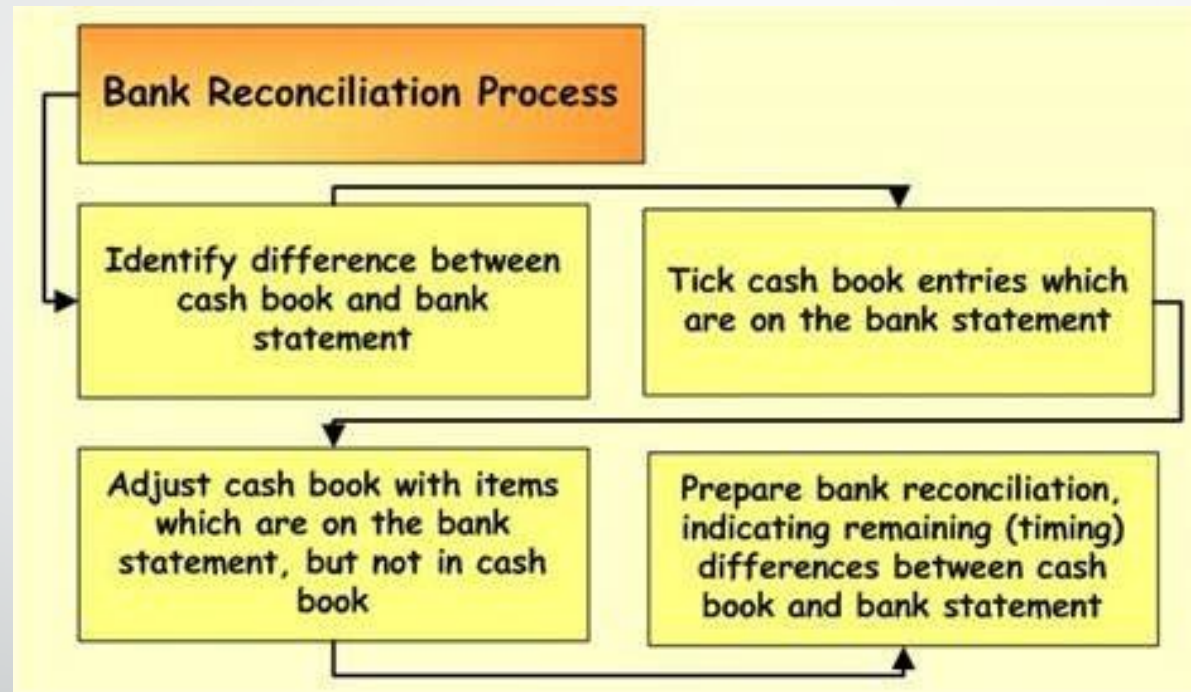 Bank Reconciliation Process
Identify difference between
cash book and bank
statement
Tick cash book entries which
are on the bank statement
Adjust cash book with items
which are on the bank
statement, but not in cash
book
Prepare bank reconciliation,
indicating remaining (timing)
differences between cash
book and bank statement